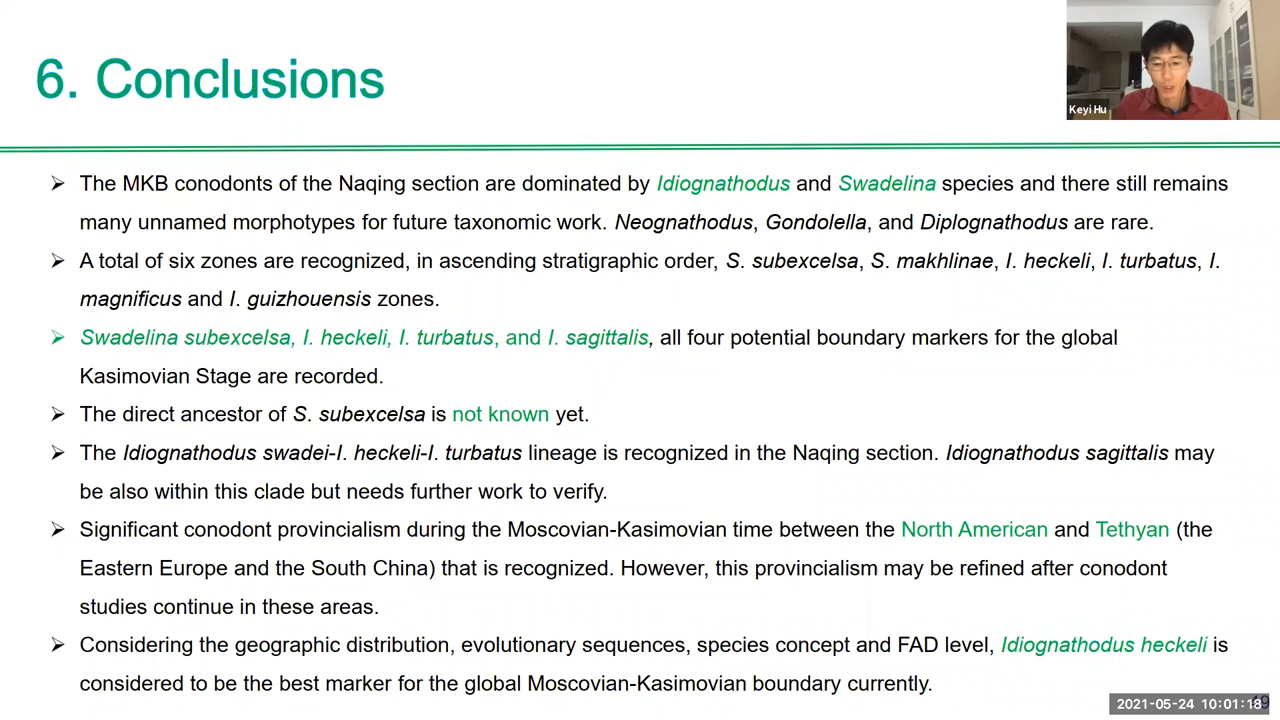 6. Conclusions
Keyi Hu
➢ The MKB conodonts of the Naqing section are dominated by Idiognathodus and Swadelina species and there still remains
many unnamed morphotypes for future taxonomic work. Neognathodus, Gondolella, and Diplognathodus are rare.
➢ A total of six zones are recognized, in ascending stratigraphic order, S. subexcelsa, S. makhlinae, I. heckeli, I. turbatus, I.
magnificus and I. guizhouensis zones.
➢ Swadelina subexcelsa, I. heckeli, I. turbatus, and I. sagittalis, all four potential boundary markers for the global
Kasimovian Stage are recorded.
➢ The direct ancestor of S. subexcelsa is not known yet.
➢ The Idiognathodus swadei-I. heckeli-I. turbatus lineage is recognized in the Naqing section. Idiognathodus sagittalis may
be also within this clade but needs further work to verify.
➢ Significant conodont provincialism during the Moscovian-Kasimovian time between the North American and Tethyan (the
Eastern Europe and the South China) that is recognized. However, this provincialism may be refined after conodont
studies continue in these areas.
➢ Considering the geographic distribution, evolutionary sequences, species concept and FAD level, Idiognathodus heckeli is
considered to be the best marker for the global Moscovian-Kasimovian boundary currently.
2021-05-24 10:01:18